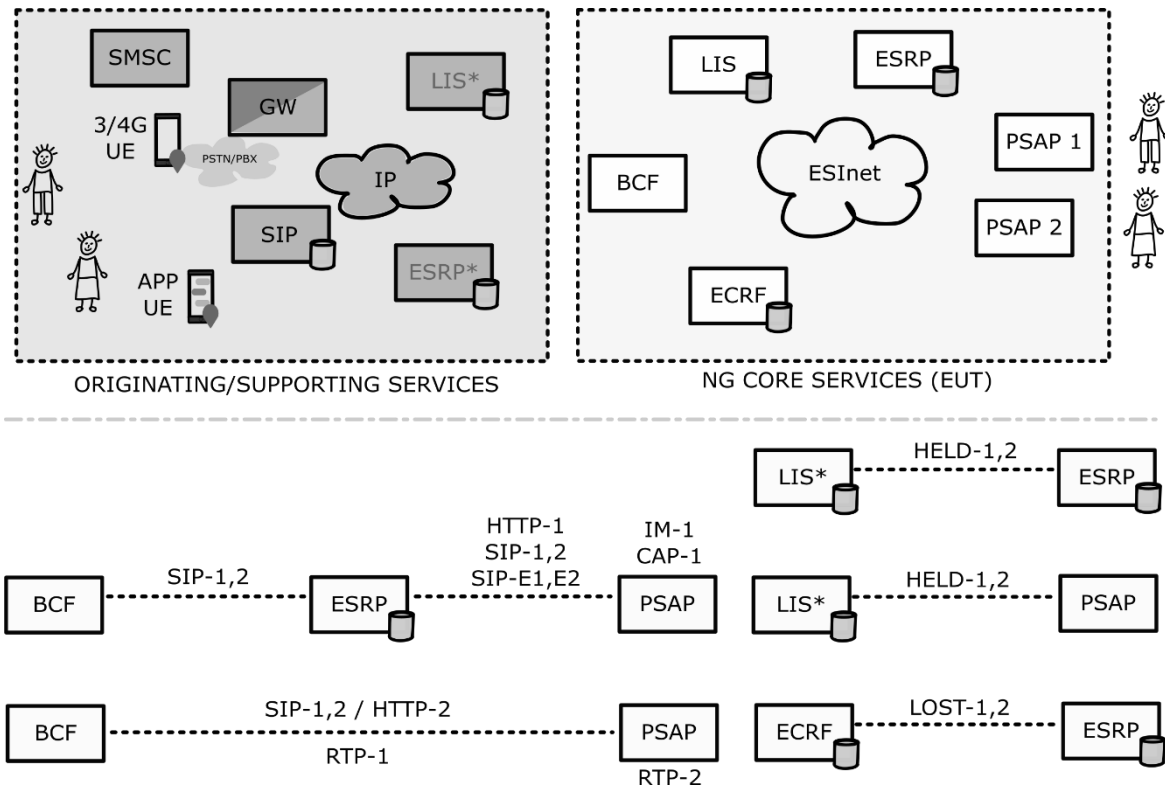 SMSC
GW
LIS*
3/4G
UE
PSTN/PBX
IP
SIP
ESRP*
APP
UE
ORIGINATING/SUPPORTING SERVICES
LIS
ESRP
PSAP 1
BCF
ESInet
PSAP 2
ECRF
NG CORE SERVICES (EUT)
LIS*
HELD-1,2
ESRP
BCF
SIP-1,2
ESRP
HTTP-1
SIP-1,2
SIP-E1,E2
IM-1
CAP-1
PSAP
LIS*
HELD-1,2
PSAP
BCF
SIP-1,2 / HTTP-2
RTP-1
PSAP
RTP-2
ECRF
LOST-1,2
ESRP